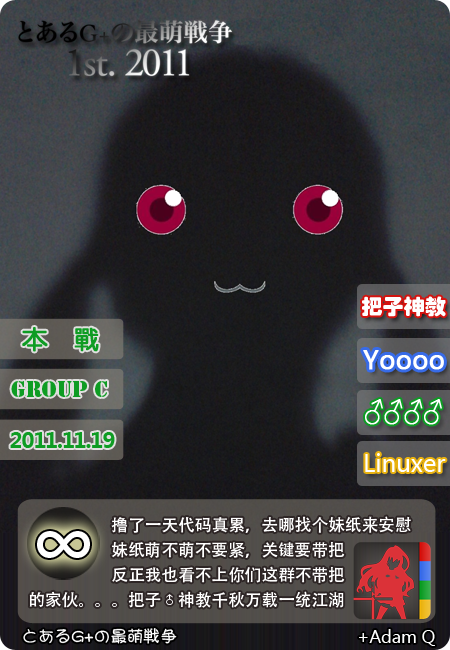 とあるG+の最萌戦争
1st. 2011
把子神教
本 戰
Yoooo
GROUP C
♂♂♂♂
2011.11.19
Linuxer
撸了一天代码真累，去哪找个妹纸来安慰
妹纸萌不萌不要紧，关键要带把
反正我也看不上你们这群不带把
的家伙。。。把子♂神教千秋万载一统江湖
とあるG+の最萌戦争
+Adam Q